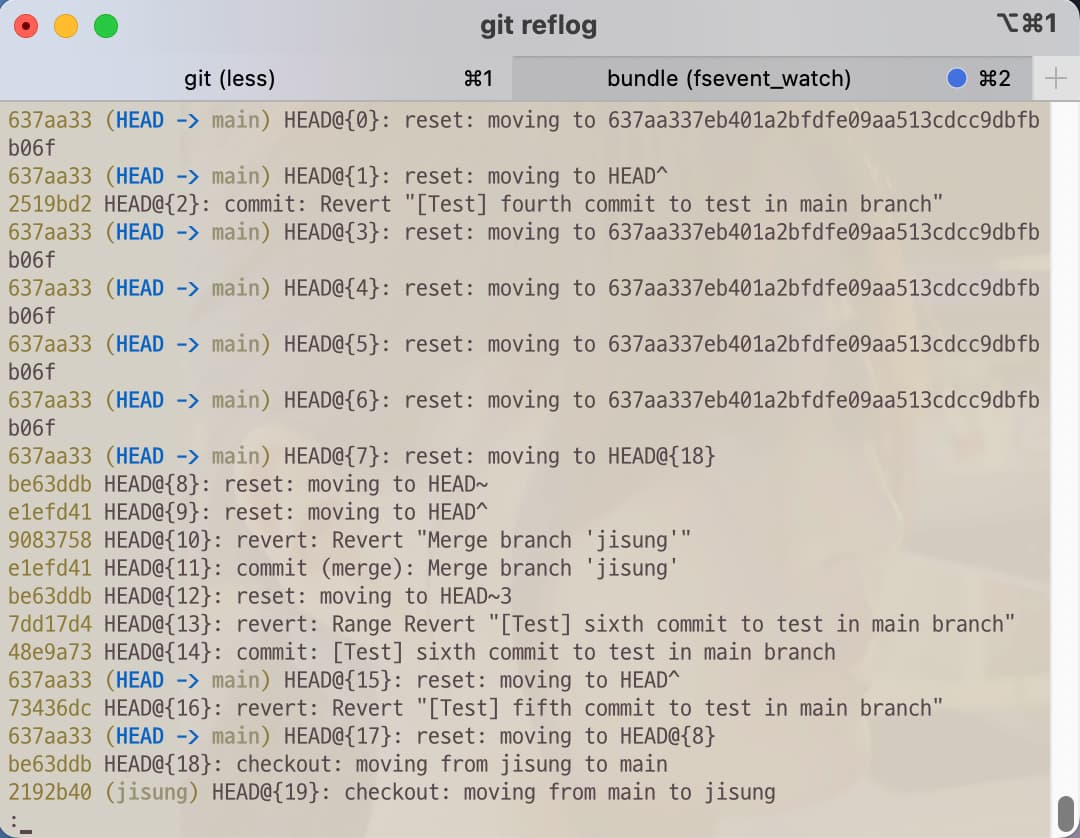 git reflog
⌥⌘1
git (less) ⌘1 bundle (fsevent_watch) ⌘2 +
637aa33 (HEAD -> main) HEAD@{0}: reset: moving to 637aa337eb401a2bfdfe09aa513cdcc9dbfb
b06f
637aa33 (HEAD -> main) HEAD@{1}: reset: moving to HEAD^
2519bd2 HEAD@{2}: commit: Revert "[Test] fourth commit to test in main branch"
637aa33 (HEAD -> main) HEAD@{3}: reset: moving to 637aa337eb401a2bfdfe09aa513cdcc9dbfb
b06f
637aa33 (HEAD -> main) HEAD@{4}: reset: moving to 637aa337eb401a2bfdfe09aa513cdcc9dbfb
b06f
637aa33 (HEAD -> main) HEAD@{5}: reset: moving to 637aa337eb401a2bfdfe09aa513cdcc9dbfb
b06f
637aa33 (HEAD -> main) HEAD@{6}: reset: moving to 637aa337eb401a2bfdfe09aa513cdcc9dbfb
b06f
637aa33 (HEAD -> main) HEAD@{7}: reset: moving to HEAD@{18}
be63ddb HEAD@{8}: reset: moving to HEAD~
e1efd41 HEAD@{9}: reset: moving to HEAD^
9083758 HEAD@{10}: revert: Revert "Merge branch 'jisung'"
e1efd41 HEAD@{11}: commit (merge): Merge branch 'jisung'
be63ddb HEAD@{12}: reset: moving to HEAD~3
7dd17d4 HEAD@{13}: revert: Range Revert "[Test] sixth commit to test in main branch"
48e9a73 HEAD@{14}: commit: [Test] sixth commit to test in main branch
637aa33 (HEAD -> main) HEAD@{15}: reset: moving to HEAD^
73436dc HEAD@{16}: revert: Revert "[Test] fifth commit to test in main branch"
637aa33 (HEAD -> main) HEAD@{17}: reset: moving to HEAD@{8}
be63ddb HEAD@{18}: checkout: moving from jisung to main
2192b40 (jisung) HEAD@{19}: checkout: moving from main to jisung
:_